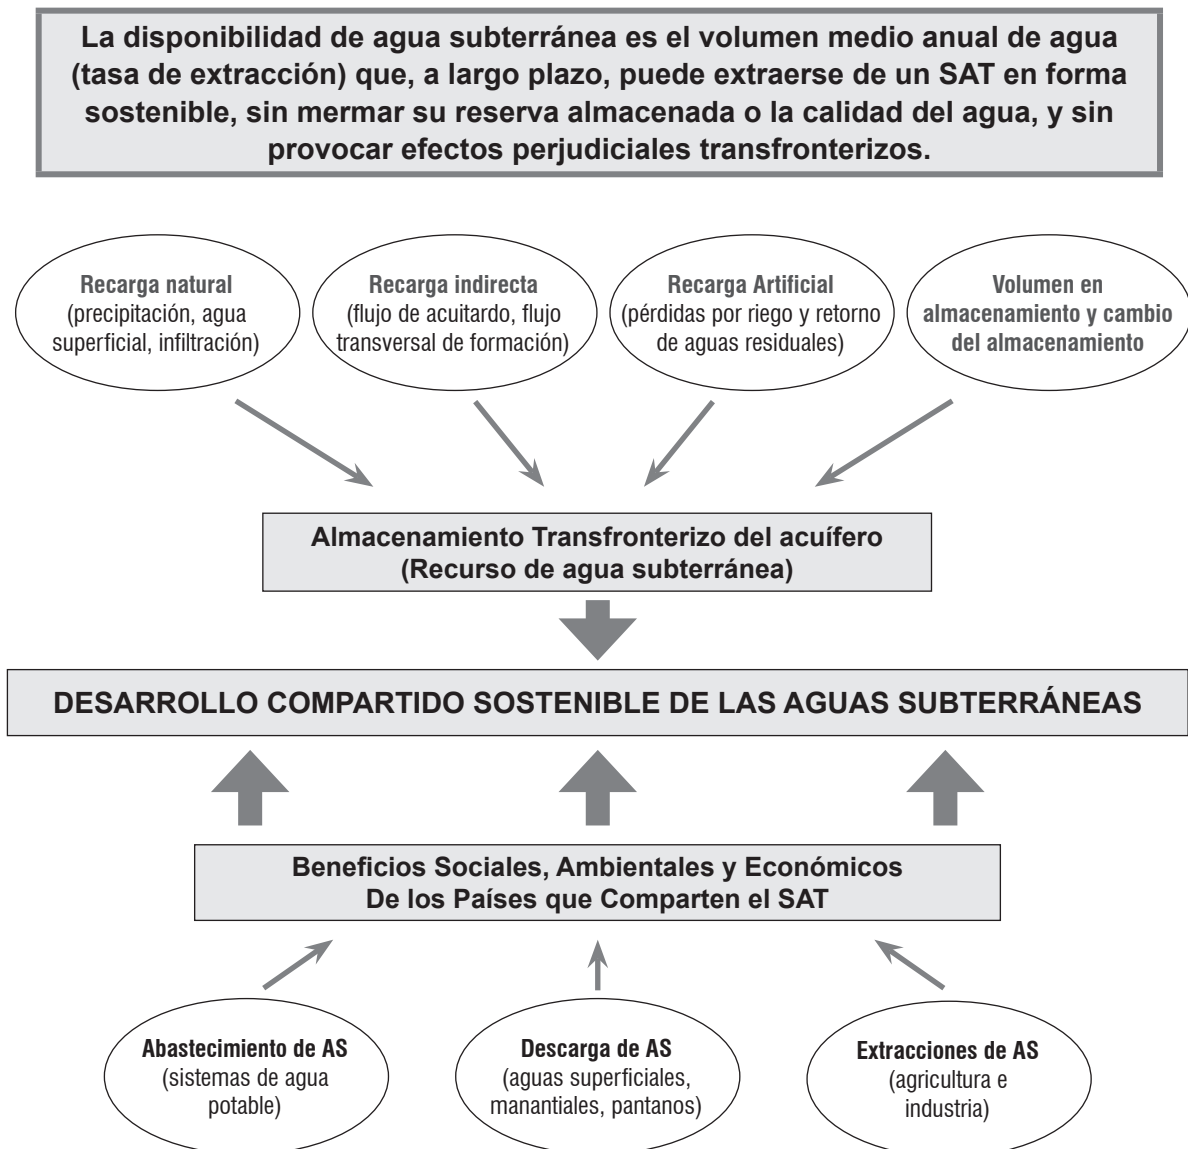 La disponibilidad de agua subterránea es el volumen medio anual de agua
(tasa de extracción) que, a largo plazo, puede extraerse de un SAT en forma
sostenible, sin mermar su reserva almacenada o la calidad del agua, y sin
provocar efectos perjudiciales transfronterizos.
Recarga natural
(precipitación, agua
superficial, infiltración)
Recarga indirecta
(flujo de acuitardo, flujo
transversal de formación)
Recarga Artificial
(pérdidas por riego y retorno
de aguas residuales)
Volumen en
almacenamiento y cambio
del almacenamiento
Almacenamiento Transfronterizo del acuífero
(Recurso de agua subterránea)
DESARROLLO COMPARTIDO SOSTENIBLE DE LAS AGUAS SUBTERRÁNEAS
Beneficios Sociales, Ambientales y Económicos
De los Países que Comparten el SAT
Abastecimiento de AS
(sistemas de agua
potable)
Descarga de AS
(aguas superficiales,
manantiales, pantanos)
Extracciones de AS
(agricultura e
industria)